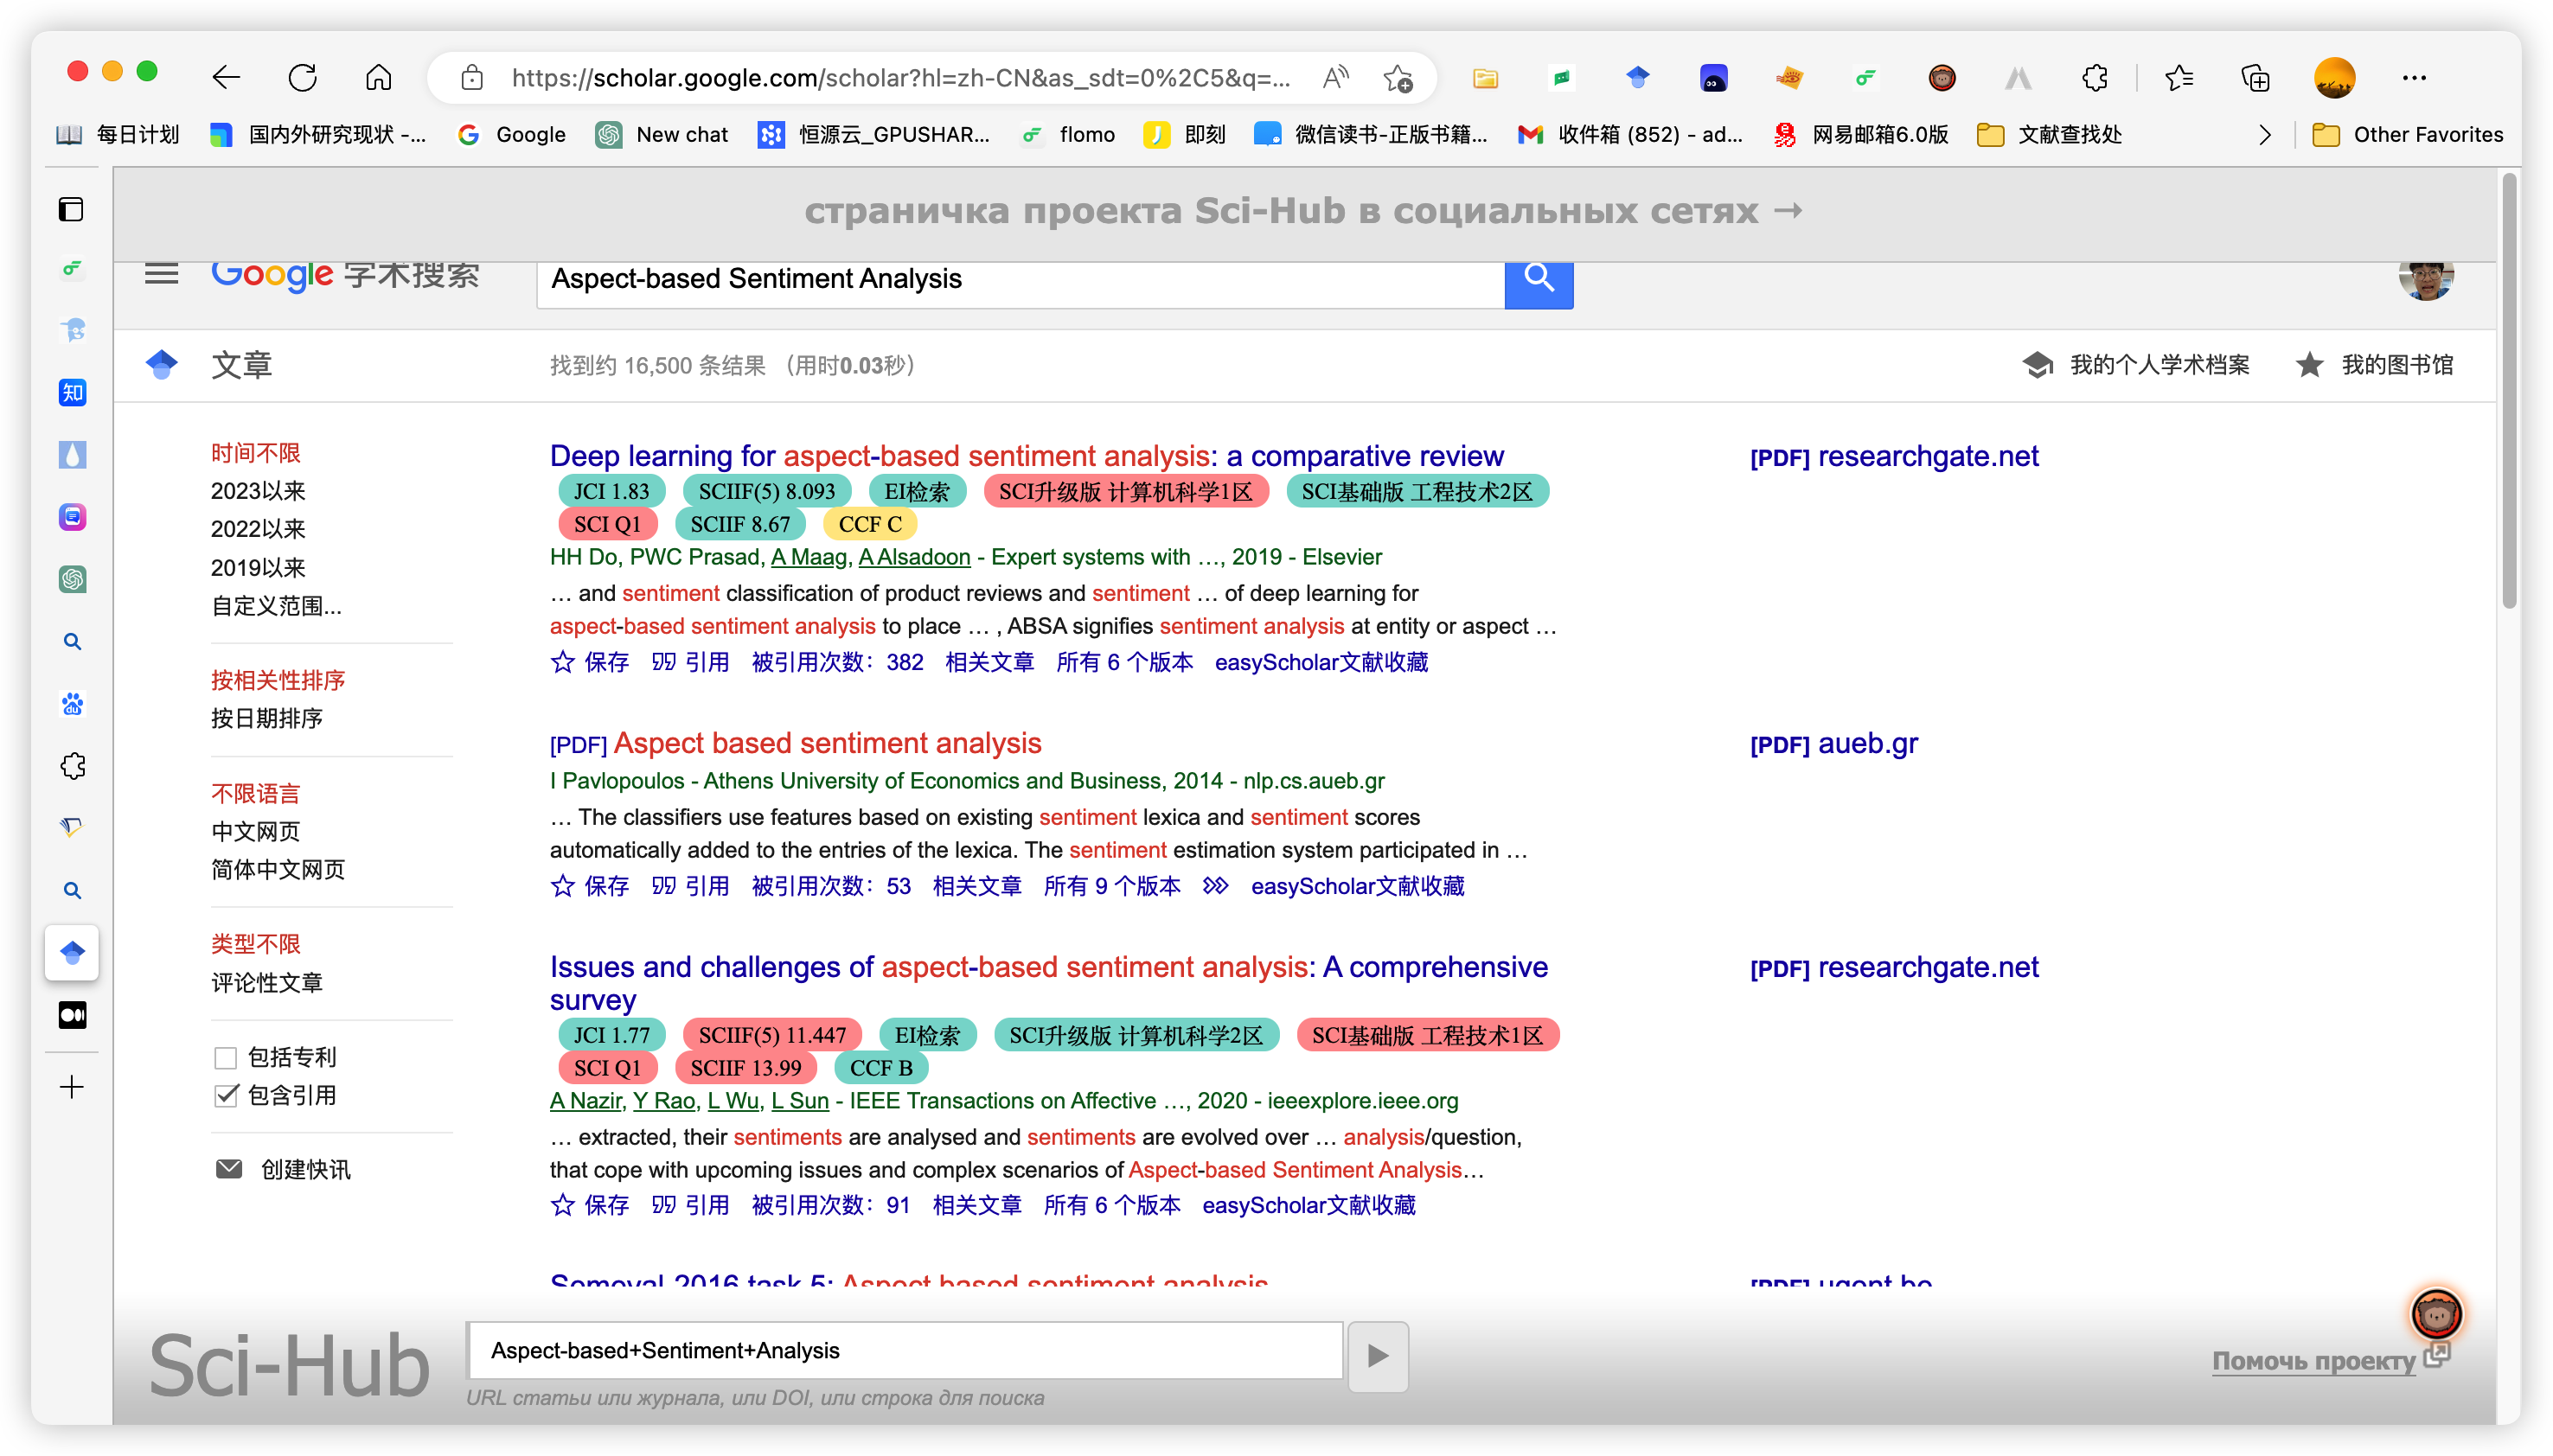 https://scholar.google.com/scholar?hl=zh-CN&as_sdt=0%2C5&q=...
每日计划 国内外研究现状 -... Google New chat 恒源云_GPUSHAR... flomo 即刻 微信读书-正版书籍... 收件箱 (852) - ad... 网易邮箱6.0版 文献查找处 Other Favorites
страничка проекта Sci-Hub в социальных сетях →
Google 学术搜索 Aspect-based Sentiment Analysis
文章 找到约 16,500 条结果 （用时0.03秒） 我的个人学术档案 我的图书馆
时间不限
2023以来
2022以来
2019以来
自定义范围...
按相关性排序
按日期排序
不限语言
中文网页
简体中文网页
类型不限
评论性文章
包括专利
包含引用
创建快讯
Deep learning for aspect-based sentiment analysis: a comparative review
[PDF] researchgate.net
JCI 1.83 SCIIF(5) 8.093 EI检索 SCI升级版 计算机科学1区 SCI基础版 工程技术2区
SCI Q1 SCIIF 8.67 CCF C
HH Do, PWC Prasad, A Maag, A Alsadoon - Expert systems with …, 2019 - Elsevier
… and sentiment classification of product reviews and sentiment … of deep learning for
aspect-based sentiment analysis to place … , ABSA signifies sentiment analysis at entity or aspect …
保存 引用 被引用次数：382 相关文章 所有 6 个版本 easyScholar文献收藏
[PDF] Aspect based sentiment analysis
[PDF] aueb.gr
I Pavlopoulos - Athens University of Economics and Business, 2014 - nlp.cs.aueb.gr
… The classifiers use features based on existing sentiment lexica and sentiment scores
automatically added to the entries of the lexica. The sentiment estimation system participated in …
保存 引用 被引用次数：53 相关文章 所有 9 个版本 easyScholar文献收藏
Issues and challenges of aspect-based sentiment analysis: A comprehensive
survey
[PDF] researchgate.net
JCI 1.77 SCIIF(5) 11.447 EI检索 SCI升级版 计算机科学2区 SCI基础版 工程技术1区
SCI Q1 SCIIF 13.99 CCF B
A Nazir, Y Rao, L Wu, L Sun - IEEE Transactions on Affective …, 2020 - ieeexplore.ieee.org
… extracted, their sentiments are analysed and sentiments are evolved over … analysis/question,
that cope with upcoming issues and complex scenarios of Aspect-based Sentiment Analysis…
保存 引用 被引用次数：91 相关文章 所有 6 个版本 easyScholar文献收藏
Semeval 2016 task 5: Aspect based sentiment analysis
[PDF] ugent.be
Sci-Hub Aspect-based+Sentiment+Analysis
URL статьи или журнала, или DOI, или строка для поиска
Помочь проекту